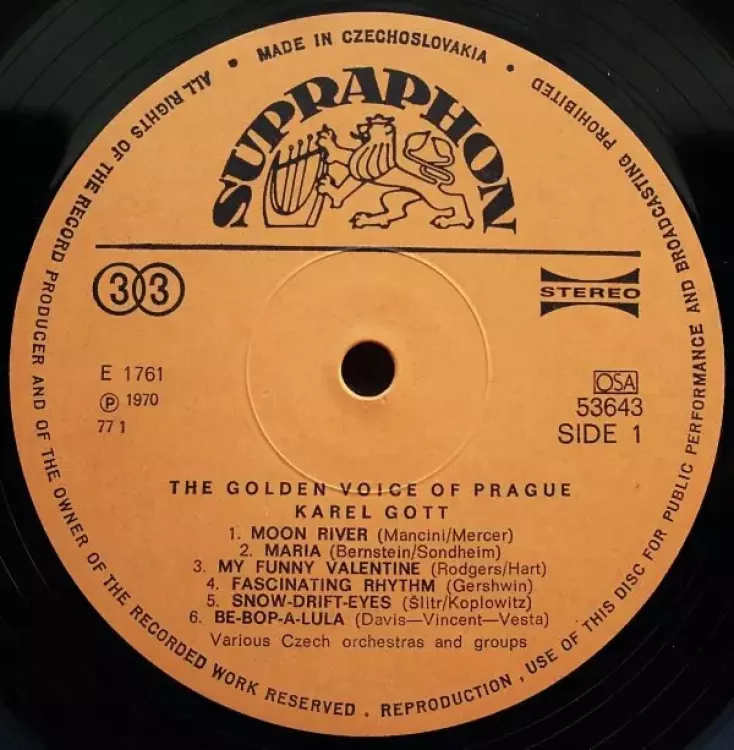 MADE IN CZECHOSLOVAKIA
SUPRAPHON
33
STEREO
E 1761
Ⓟ 1970
77 1
OSA
53643
SIDE 1
THE GOLDEN VOICE OF PRAGUE
KAREL GOTT
1. MOON RIVER (Mancini/Mercer)
2. MARIA (Bernstein/Sondheim)
3. MY FUNNY VALENTINE (Rodgers/Hart)
4. FASCINATING RHYTHM (Gershwin)
5. SNOW-DRIFT-EYES (Šlitr/Koplowitz)
6. BE-BOP-A-LULA (Davis—Vincent—Vesta)
Various Czech orchestras and groups
ALL RIGHTS OF THE RECORD PRODUCER AND OF THE OWNER OF THE RECORDED WORK RESERVED . REPRODUCTION , USE OF THIS DISC FOR PUBLIC PERFORMANCE AND BROADCASTING PROHIBITED